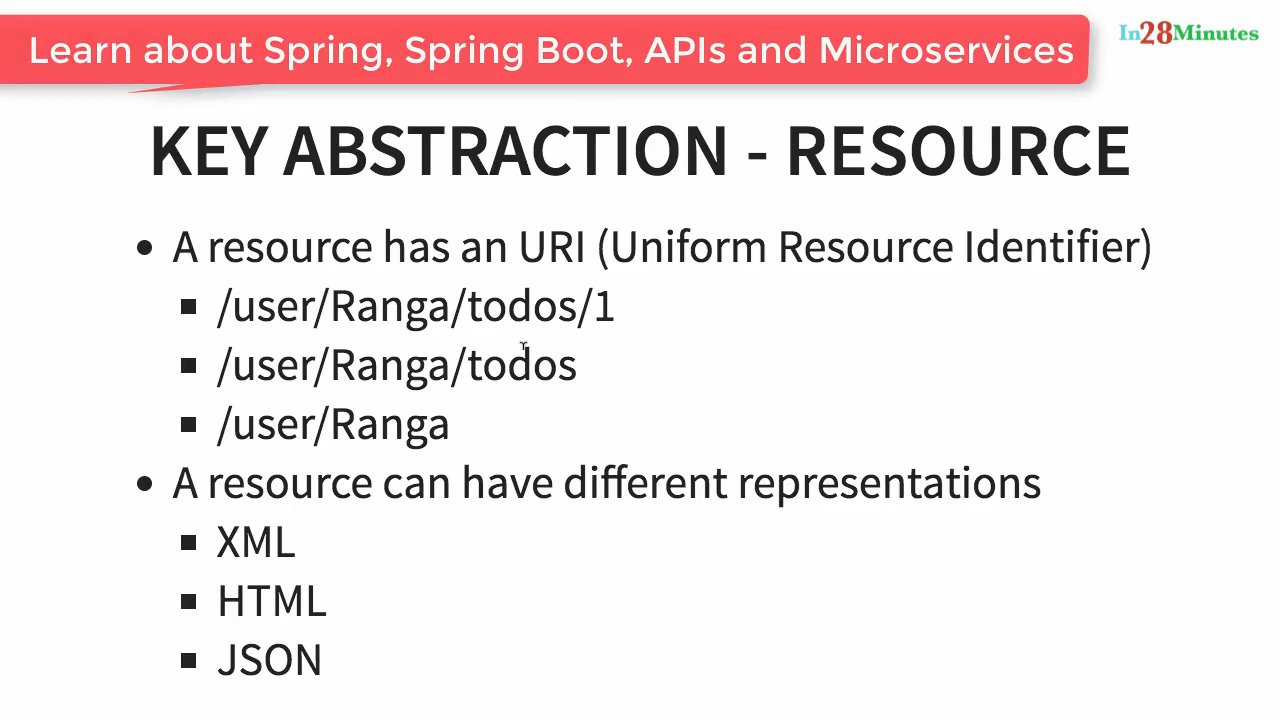 Learn about Spring, Spring Boot, APIs and Microservices
In28Minutes
KEY ABSTRACTION - RESOURCE
• A resource has an URI (Uniform Resource Identifier)
▪ /user/Ranga/todos/1
▪ /user/Ranga/todos
▪ /user/Ranga
• A resource can have different representations
▪ XML
▪ HTML
▪ JSON